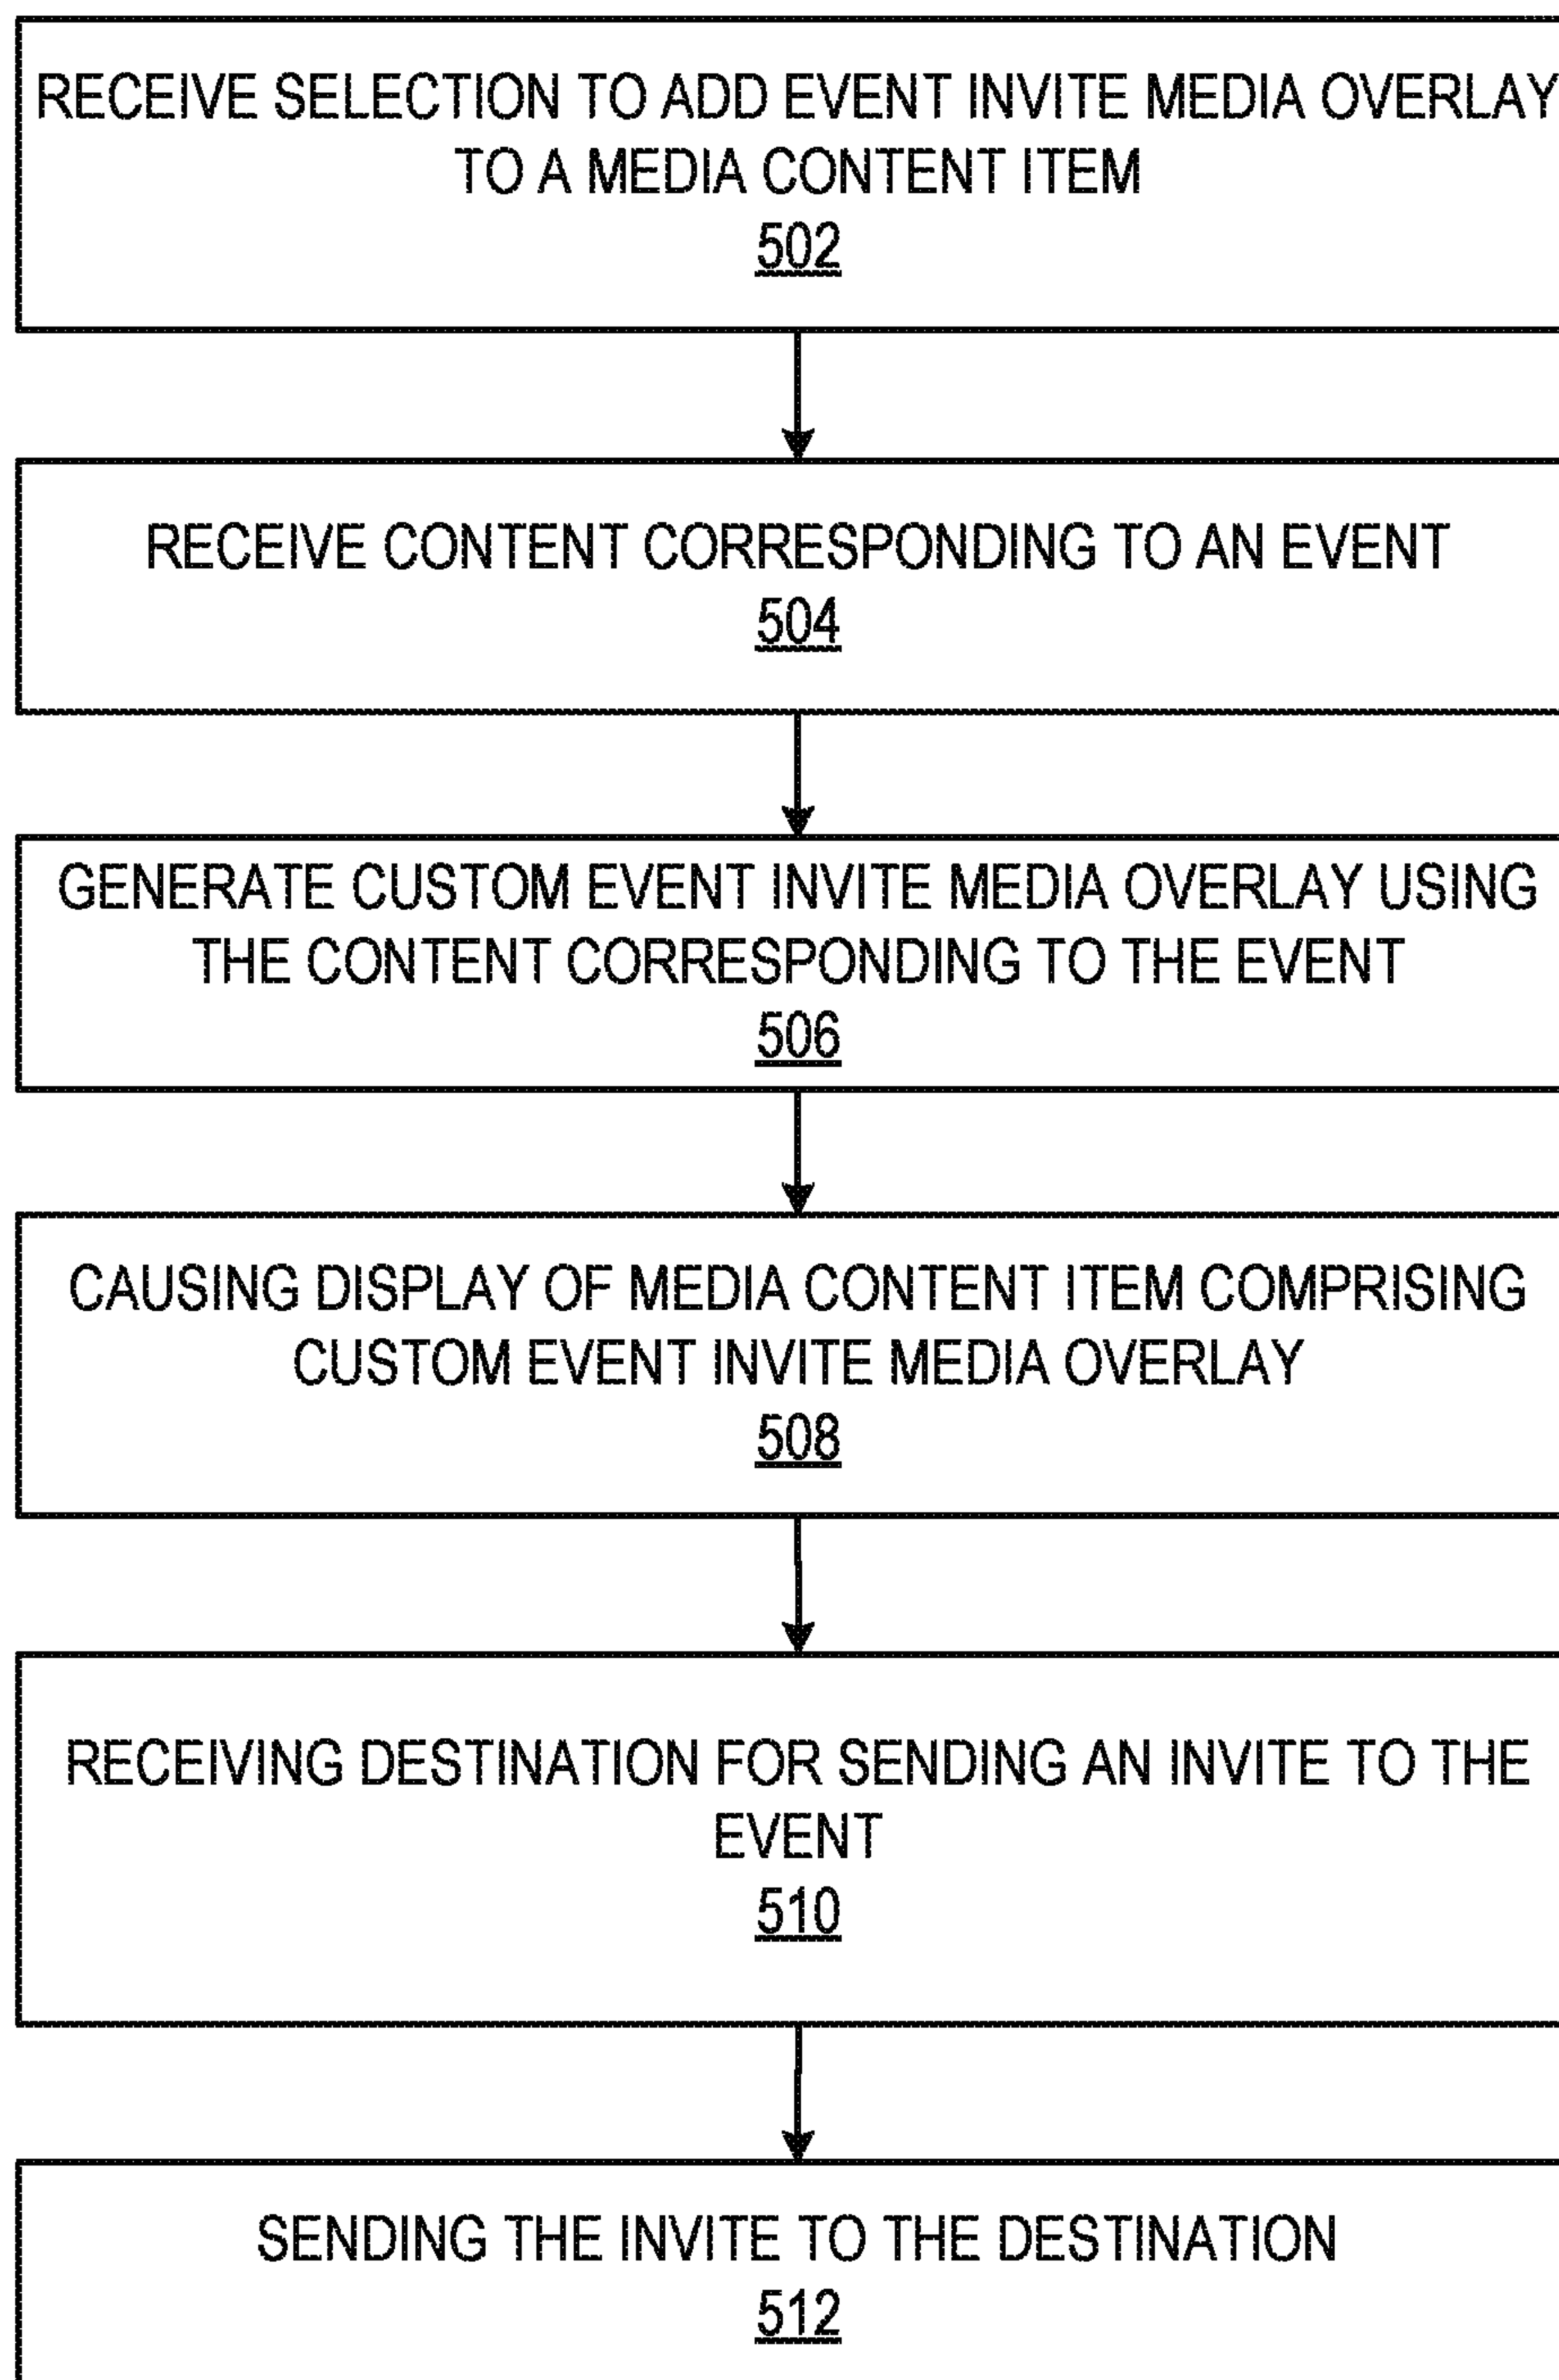 RECEIVE SELECTION TO ADD EVENT INVITE MEDIA OVERLAY
TO A MEDIA CONTENT ITEM
502
RECEIVE CONTENT CORRESPONDING TO AN EVENT
504
GENERATE CUSTOM EVENT INVITE MEDIA OVERLAY USING
THE CONTENT CORRESPONDING TO THE EVENT
506
CAUSING DISPLAY OF MEDIA CONTENT ITEM COMPRISING
CUSTOM EVENT INVITE MEDIA OVERLAY
508
RECEIVING DESTINATION FOR SENDING AN INVITE TO THE
EVENT
510
SENDING THE INVITE TO THE DESTINATION
512